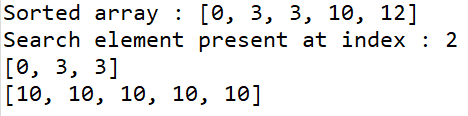 Sorted array : [0, 3, 3, 10, 12]
Search element present at index : 2
[0, 3, 3]
[10, 10, 10, 10, 10]